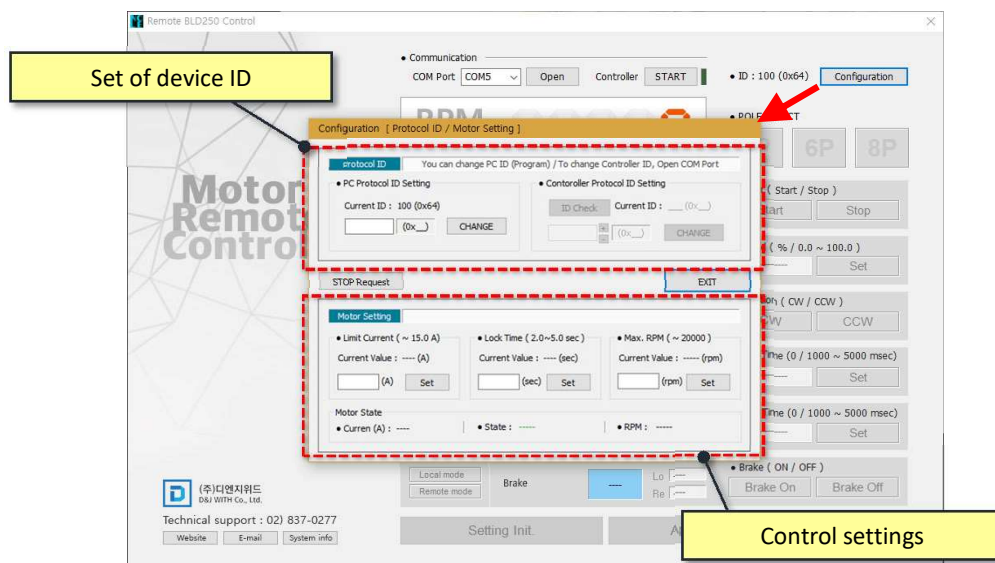 Remote BLD250 Control
Set of device ID
• Communication
COM Port COM5 Open Controller START
• ID : 100 (0x64) Configuration
RPM
Configuration [ Protocol ID / Motor Setting ]
6P 8P
Protocol ID You can change PC ID (Program) / To change Controller ID, Open COM Port
• PC Protocol ID Setting
• Contoroller Protocol ID Setting
Current ID : 100 (0x64)
ID Check Current ID : ___ (0x__)
(0x__) CHANGE
(0x__) CHANGE
Motor
Remot
Control
( Start / Stop )
Stop
( % / 0.0 ~ 100.0 )
Set
STOP Request EXIT
( CW / CCW )
CCW
Motor Setting
• Limit Current ( ~ 15.0 A) • Lock Time ( 2.0~5.0 sec ) • Max. RPM ( ~ 20000 )
Current Value : ---- (A) Current Value : ---- (sec) Current Value : ----- (rpm)
(A) Set (sec) Set (rpm) Set
(0 / 1000 ~ 5000 msec)
Set
Motor State
• Curren (A) : ---- • State : ----- • RPM : -----
(0 / 1000 ~ 5000 msec)
Set
Local mode
Remote mode
Brake ----
Lo ----
Re ----
• Brake ( ON / OFF )
Brake On Brake Off
(주)디엔지위드
D&J WITH Co., Ltd.
Technical support : 02) 837-0277
Website E-mail System info
Setting Init.
Control settings